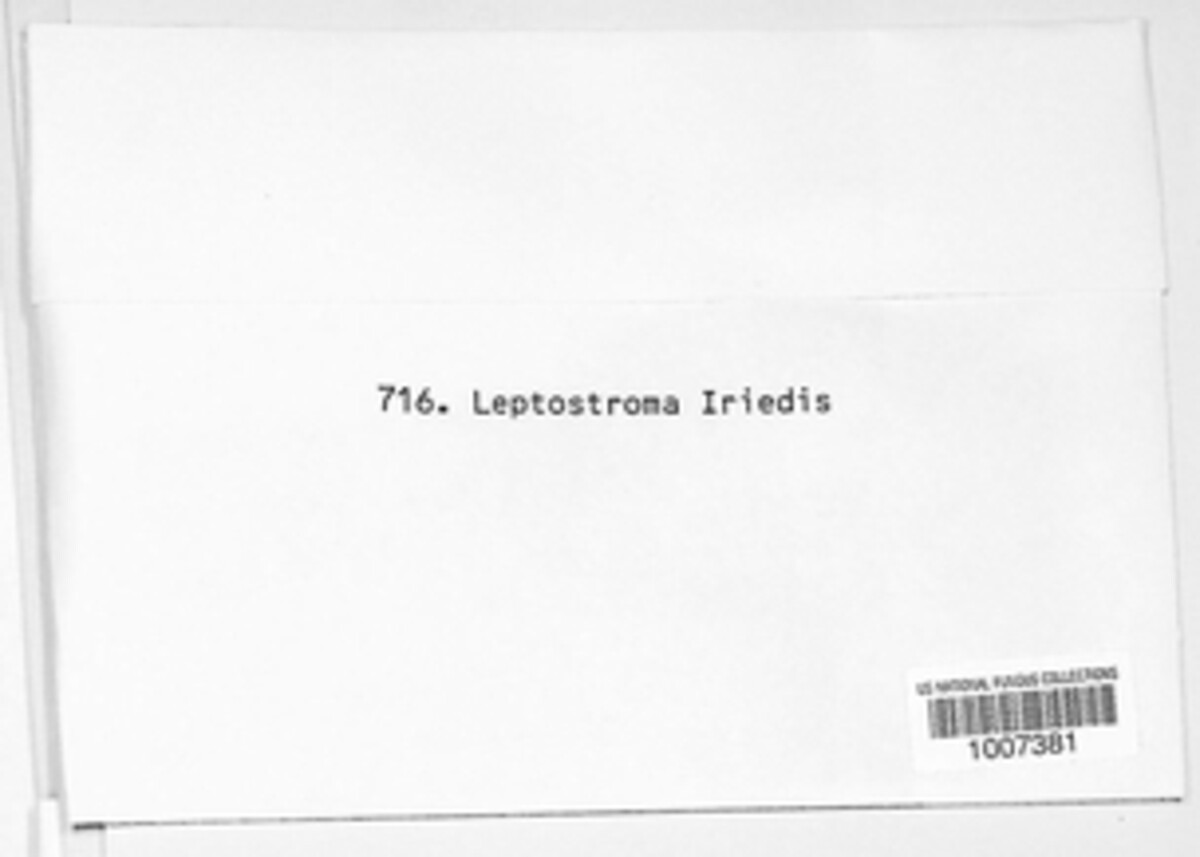 716. Leptostroma Iriedis
US NATIONAL FUNGUS COLLECTIONS
1007381